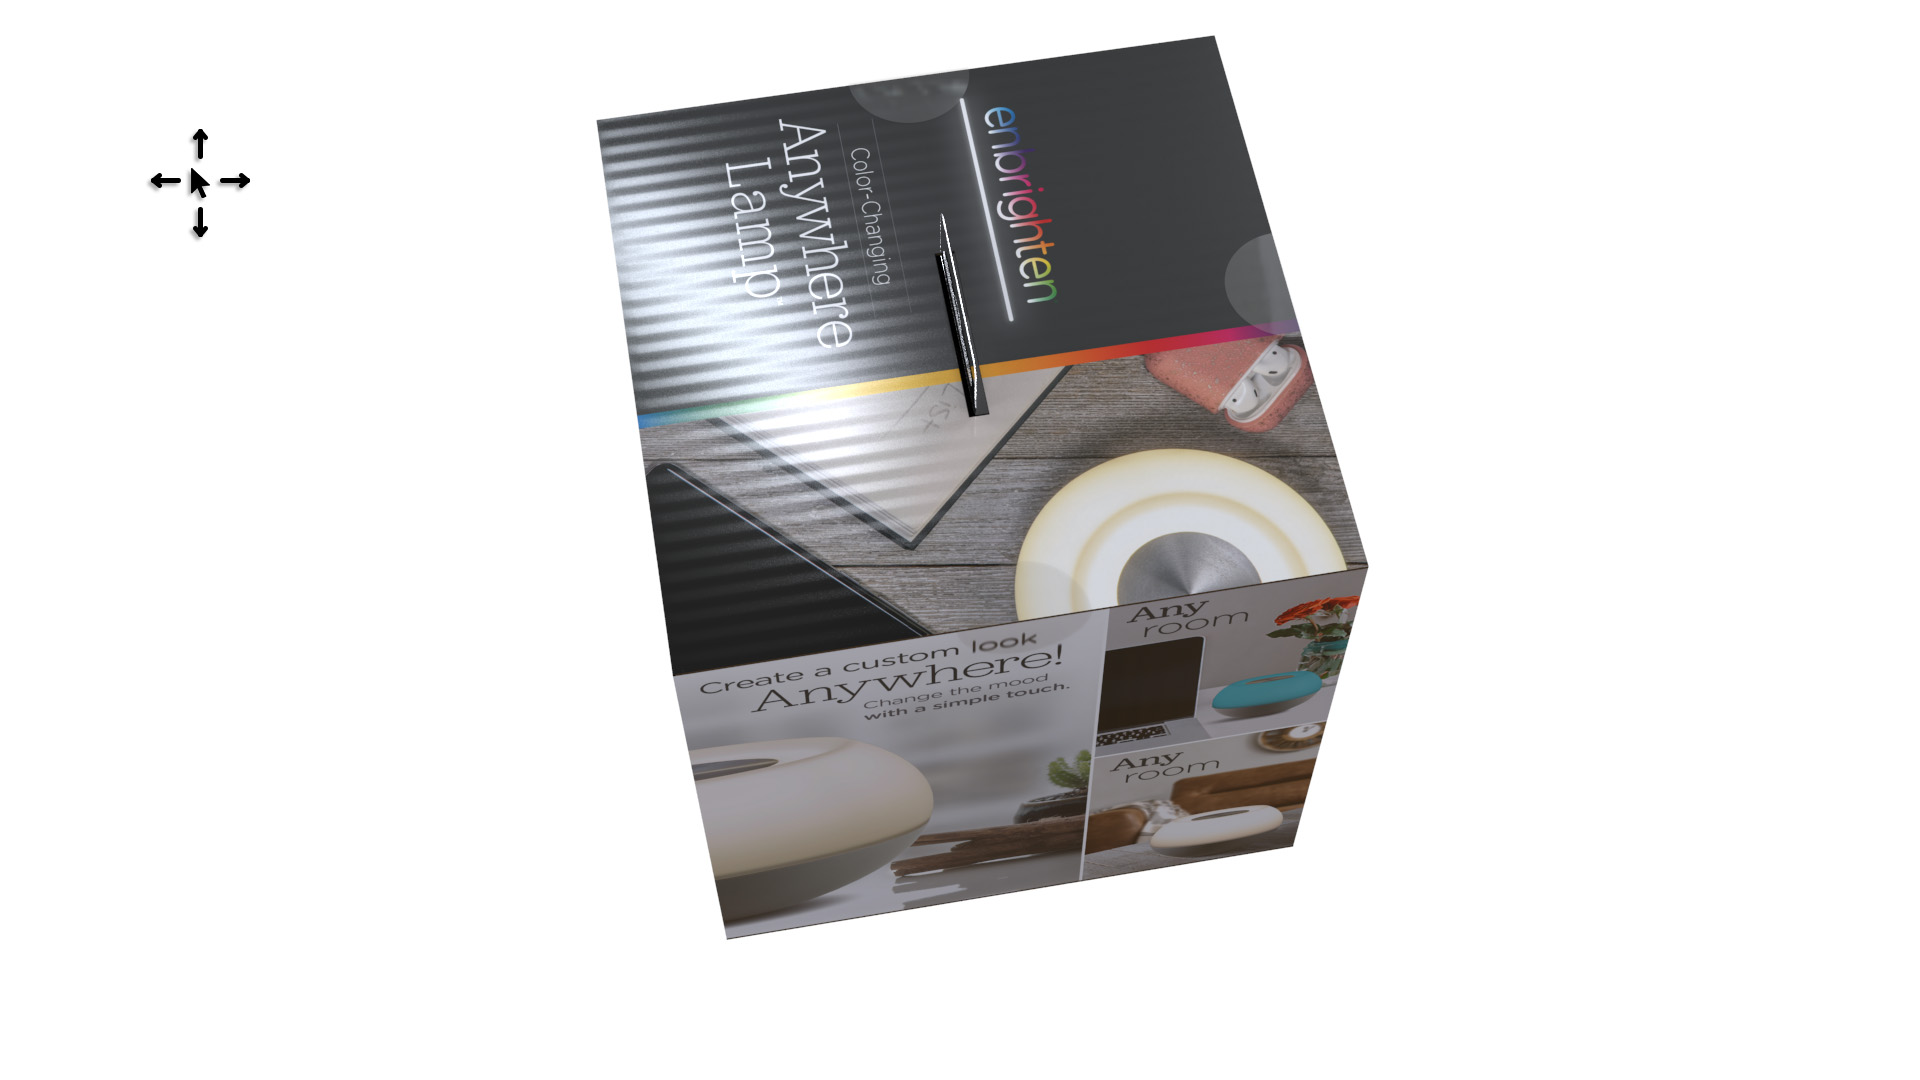 enbrighten
Color-Changing
Anywhere
Lamp™
Create a custom look
Anywhere!
Change the mood
with a simple touch.
Any
room
Any
room